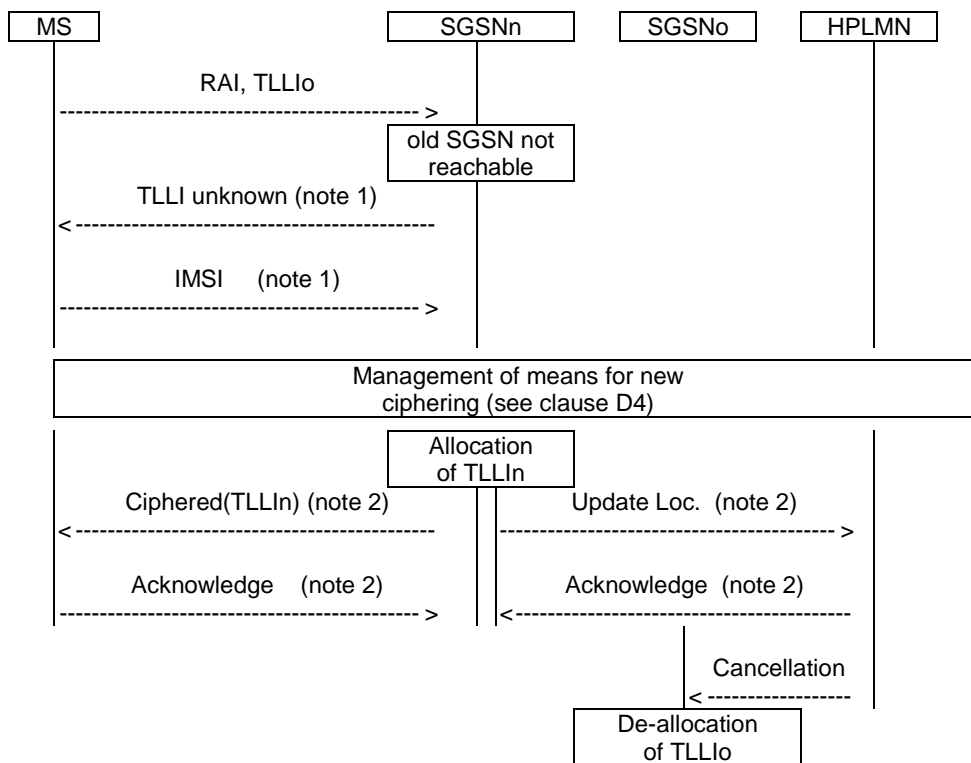 MS SGSNn SGSNo HPLMN
RAI, TLLIo
old SGSN not
reachable
TLLI unknown (note 1)
IMSI (note 1)
Management of means for new
ciphering (see clause D4)
Allocation
of TLLIn
Ciphered(TLLIn) (note 2) Update Loc. (note 2)
Acknowledge (note 2) Acknowledge (note 2)
Cancellation
De-allocation
of TLLIo